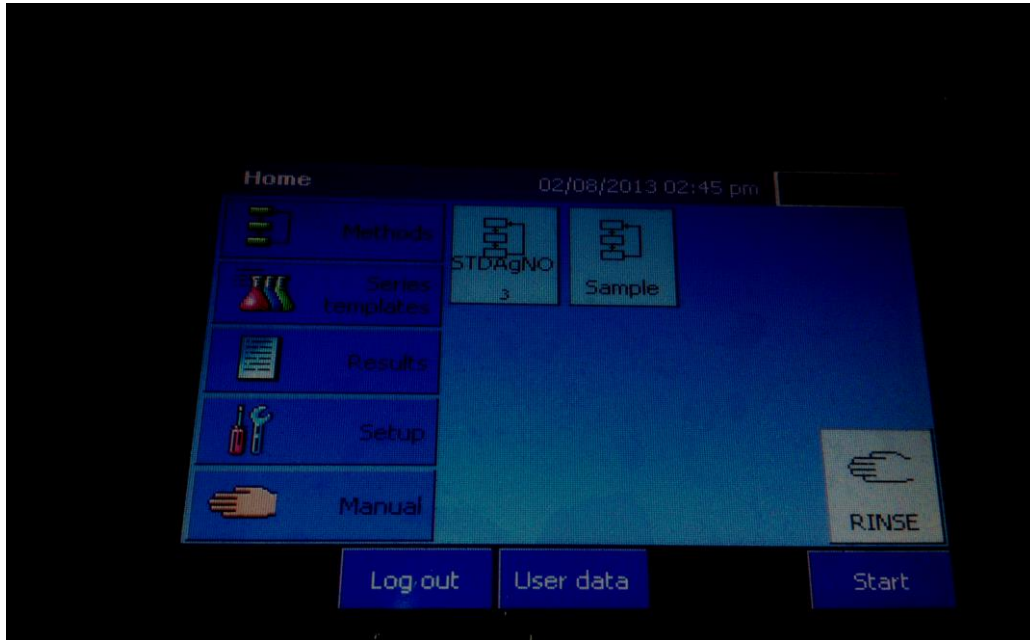 Home
02/08/2013 02:45 pm
Methods
Series
templates
Results
Setup
Manual
STDAgNO
3
Sample
RINSE
Log out
User data
Start